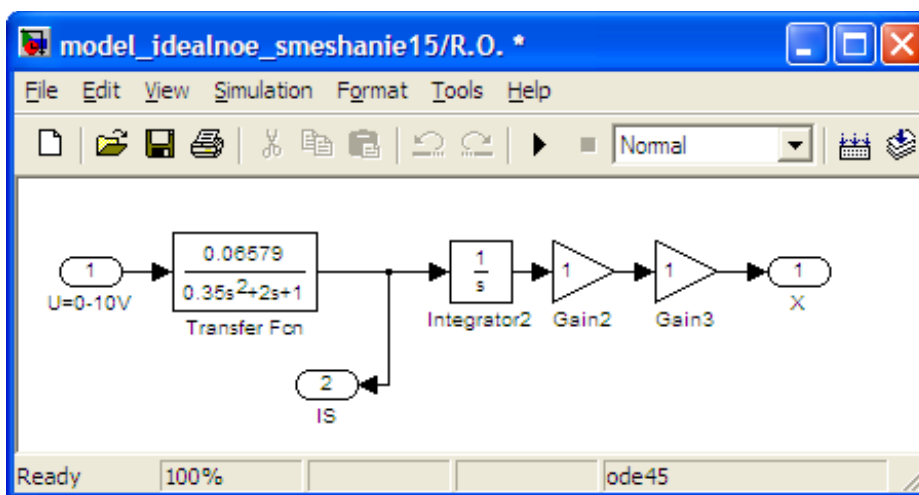 model_idealnoe_smeshanie15/R.O. *
File Edit View Simulation Format Tools Help
Normal
1
U=0-10V
0.06579
0.35s²+2s+1
Transfer Fcn
1
s
Integrator2
1
Gain2
1
Gain3
1
X
2
IS
Ready 100% ode45